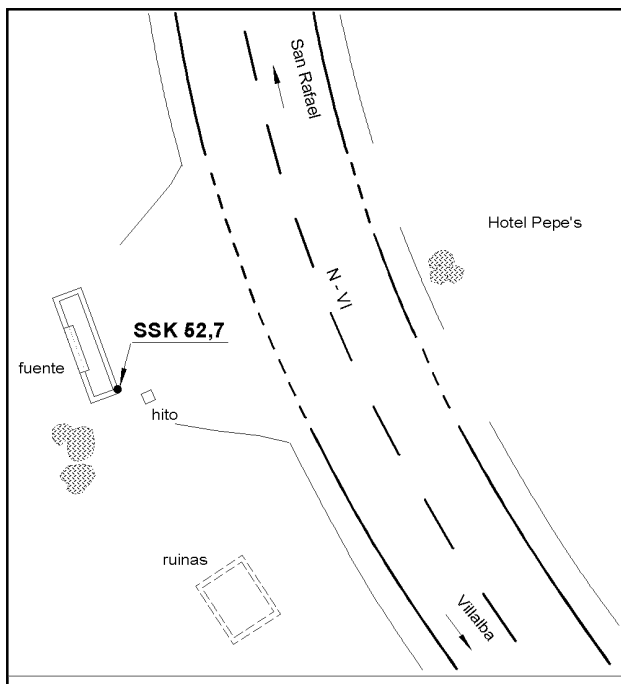 San Rafael
Hotel Pepe's
N - VI
SSK 52,7
fuente
hito
ruinas
Villalba